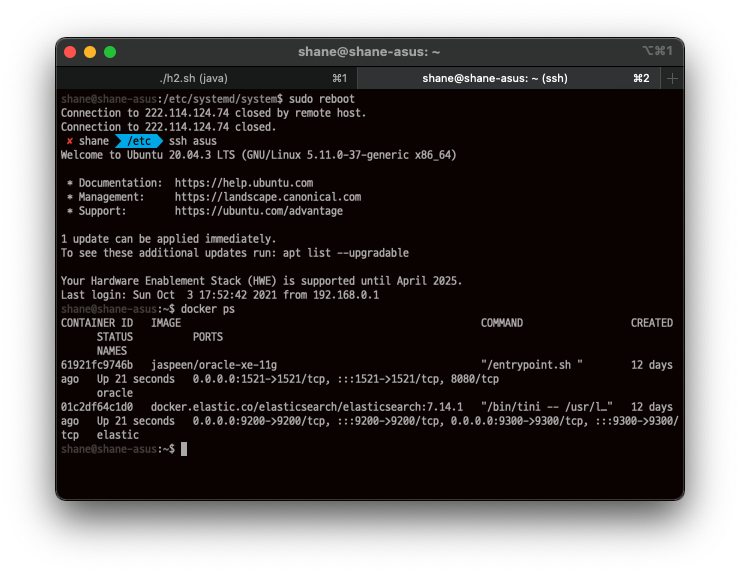 shane@shane-asus: ~
⌥⌘1
./h2.sh (java)
⌘1
shane@shane-asus: ~ (ssh)
⌘2
shane@shane-asus:/etc/systemd/system$ sudo reboot
Connection to 222.114.124.74 closed by remote host.
Connection to 222.114.124.74 closed.
✘ shane /etc ssh asus
Welcome to Ubuntu 20.04.3 LTS (GNU/Linux 5.11.0-37-generic x86_64)
* Documentation:  https://help.ubuntu.com
* Management:     https://landscape.canonical.com
* Support:        https://ubuntu.com/advantage
1 update can be applied immediately.
To see these additional updates run: apt list --upgradable
Your Hardware Enablement Stack (HWE) is supported until April 2025.
Last login: Sun Oct  3 17:52:42 2021 from 192.168.0.1
shane@shane-asus:~$ docker ps
CONTAINER ID   IMAGE                                                  COMMAND                  CREATED
STATUS          PORTS
NAMES
61921fc9746b   jaspeen/oracle-xe-11g                                  "/entrypoint.sh "        12 days
ago   Up 21 seconds   0.0.0.0:1521->1521/tcp, :::1521->1521/tcp, 8080/tcp
oracle
01c2df64c1d0   docker.elastic.co/elasticsearch/elasticsearch:7.14.1   "/bin/tini -- /usr/l…"   12 days
ago   Up 21 seconds   0.0.0.0:9200->9200/tcp, :::9200->9200/tcp, 0.0.0.0:9300->9300/tcp, :::9300->9300/
tcp   elastic
shane@shane-asus:~$